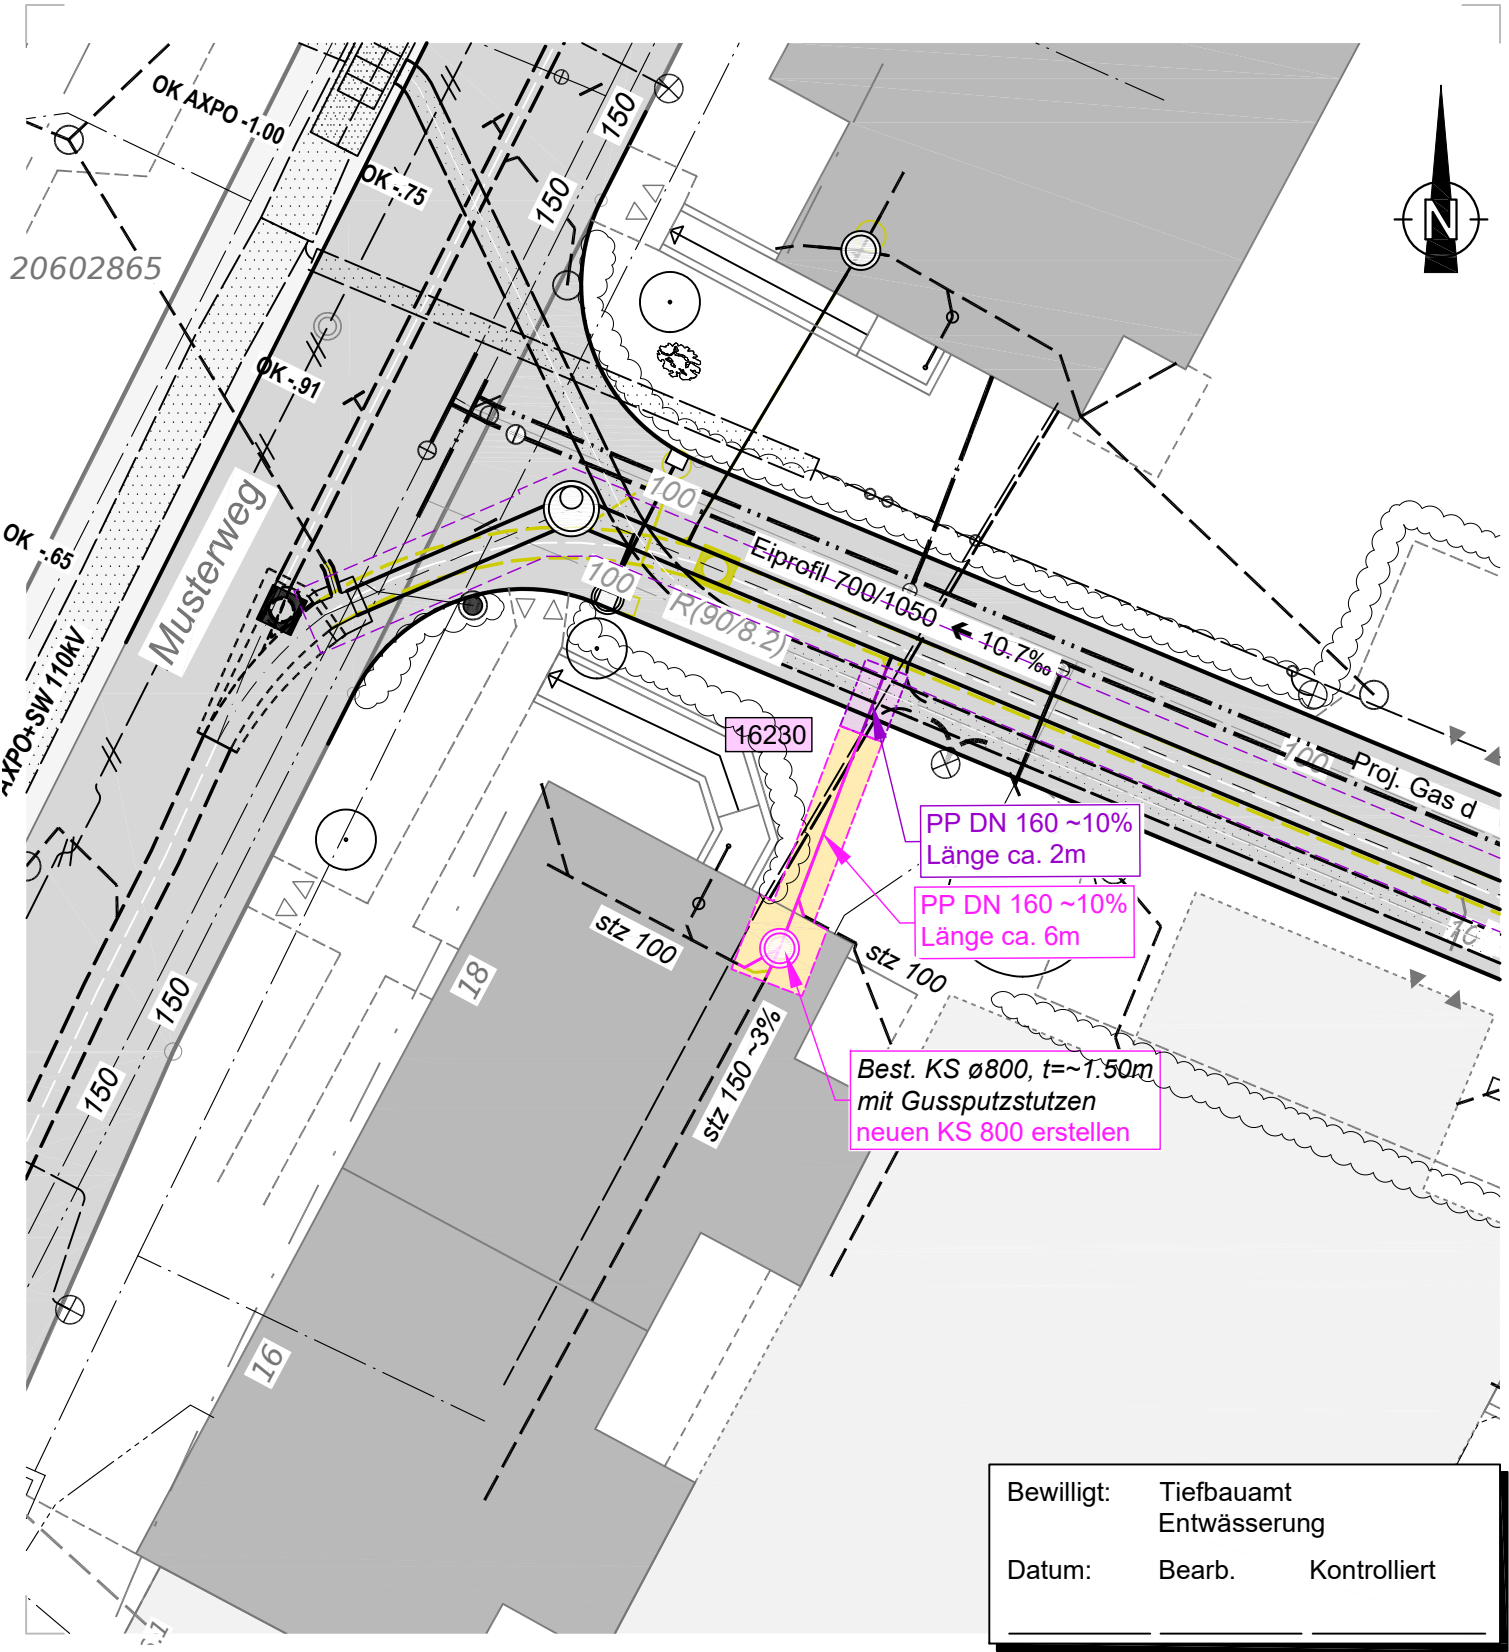 OK AXPO -1.00
150
OK -.75
150
N
20602865
OK -.91
Musterweg
100
OK -.65
Eiprofil 700/1050 ← 10.7‰
100
R(90/8.2)
AXPO+SW 110kV
16230
100
Proj. Gas d
PP DN 160 ~10%
Länge ca. 2m
PP DN 160 ~10%
Länge ca. 6m
stz 100
stz 100
18
150
stz 150 ~3%
150
Best. KS ø800, t=~1.50m
mit Gussputzstutzen
neuen KS 800 erstellen
16
Bewilligt: Tiefbauamt
Entwässerung
Datum: Bearb. Kontrolliert